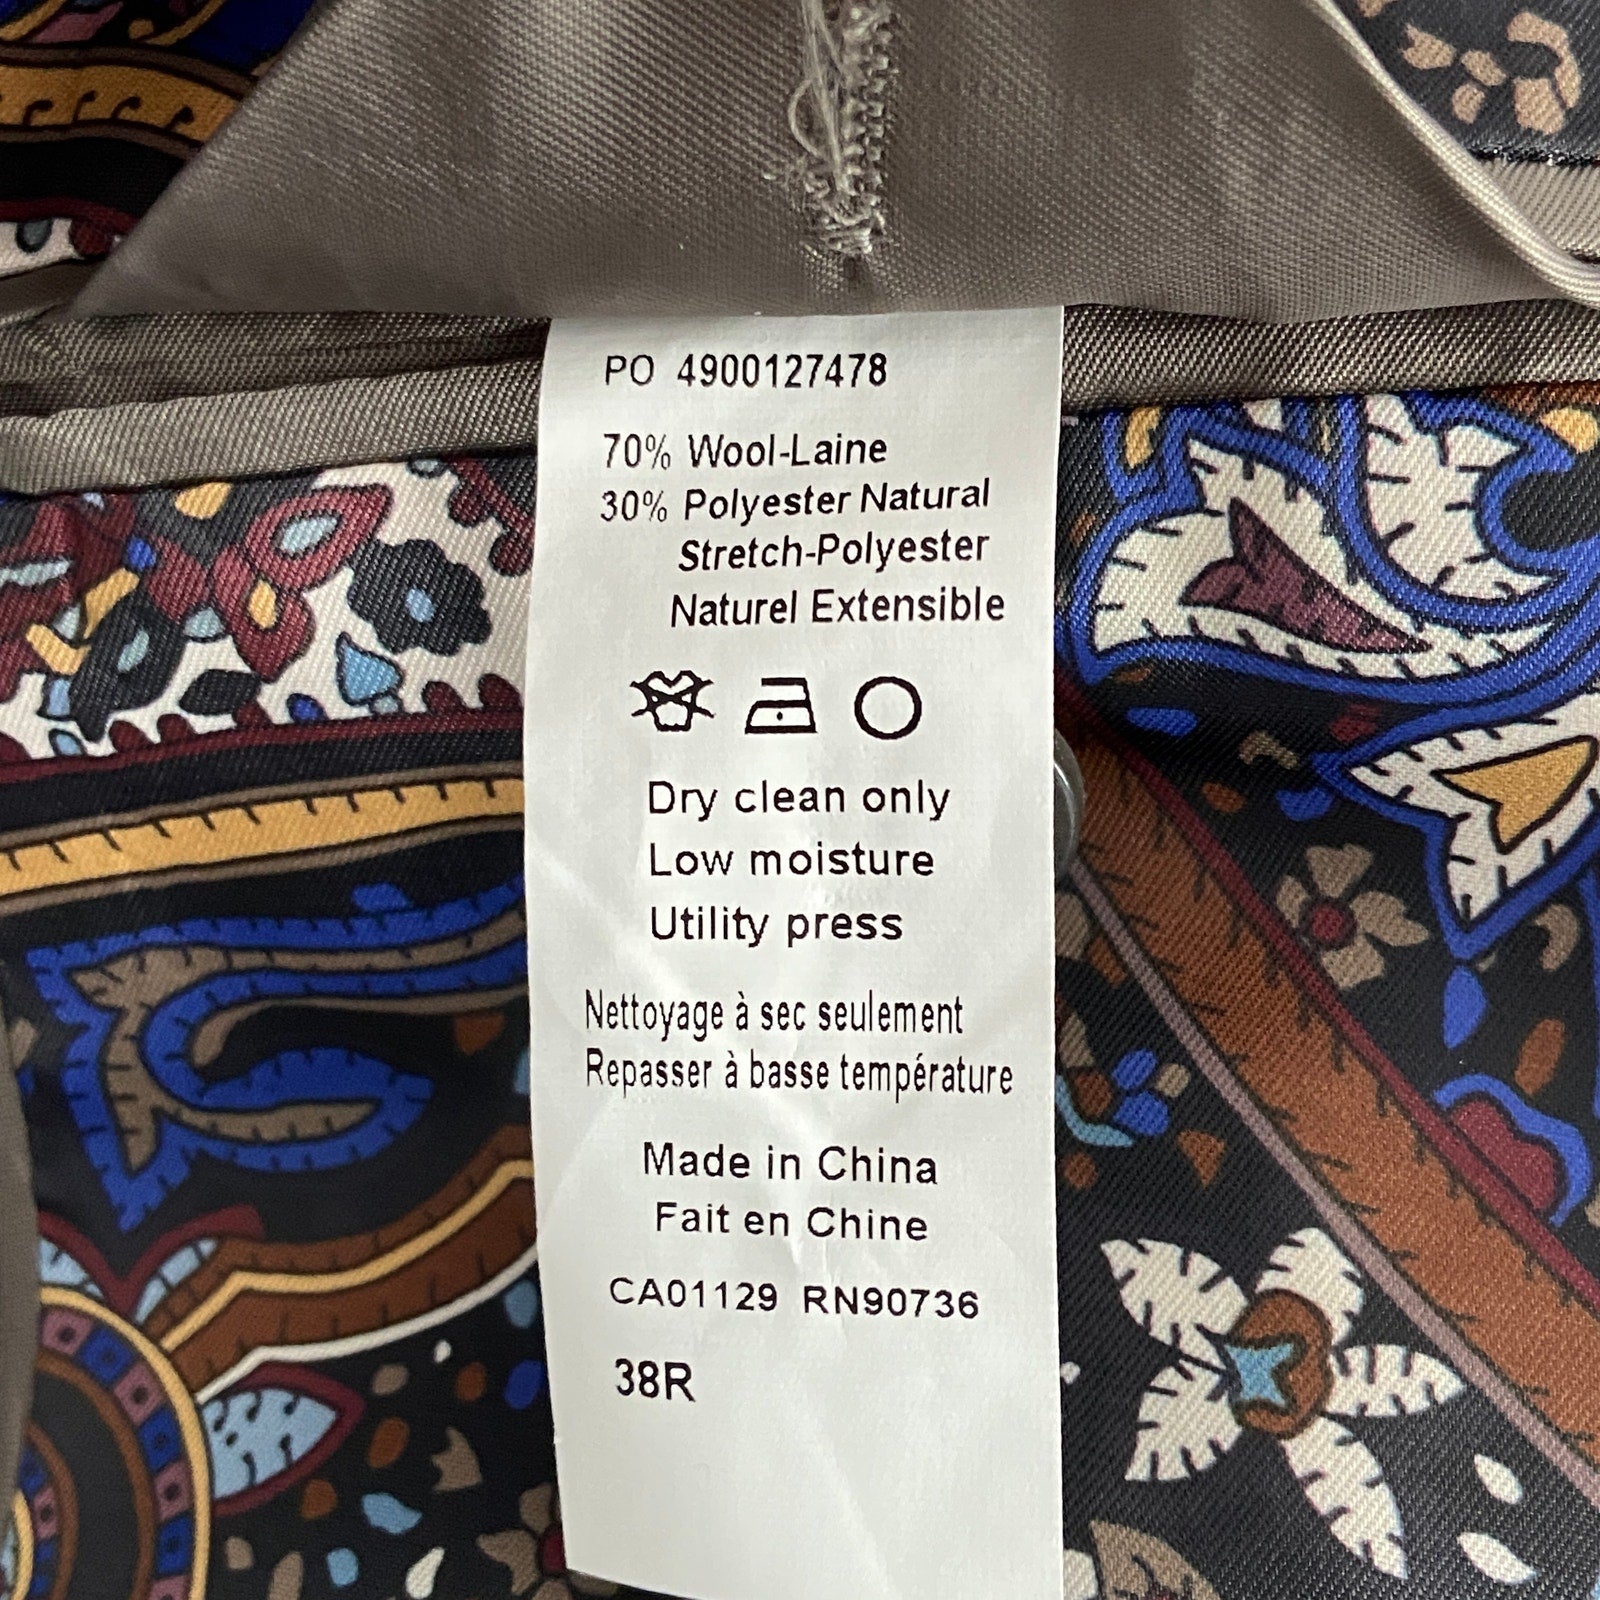 PO 4900127478
70% Wool-Laine
30% Polyester Natural
Stretch-Polyester
Naturel Extensible
Dry clean only
Low moisture
Utility press
Nettoyage à sec seulement
Repasser à basse température
Made in China
Fait en Chine
CA01129 RN90736
38R